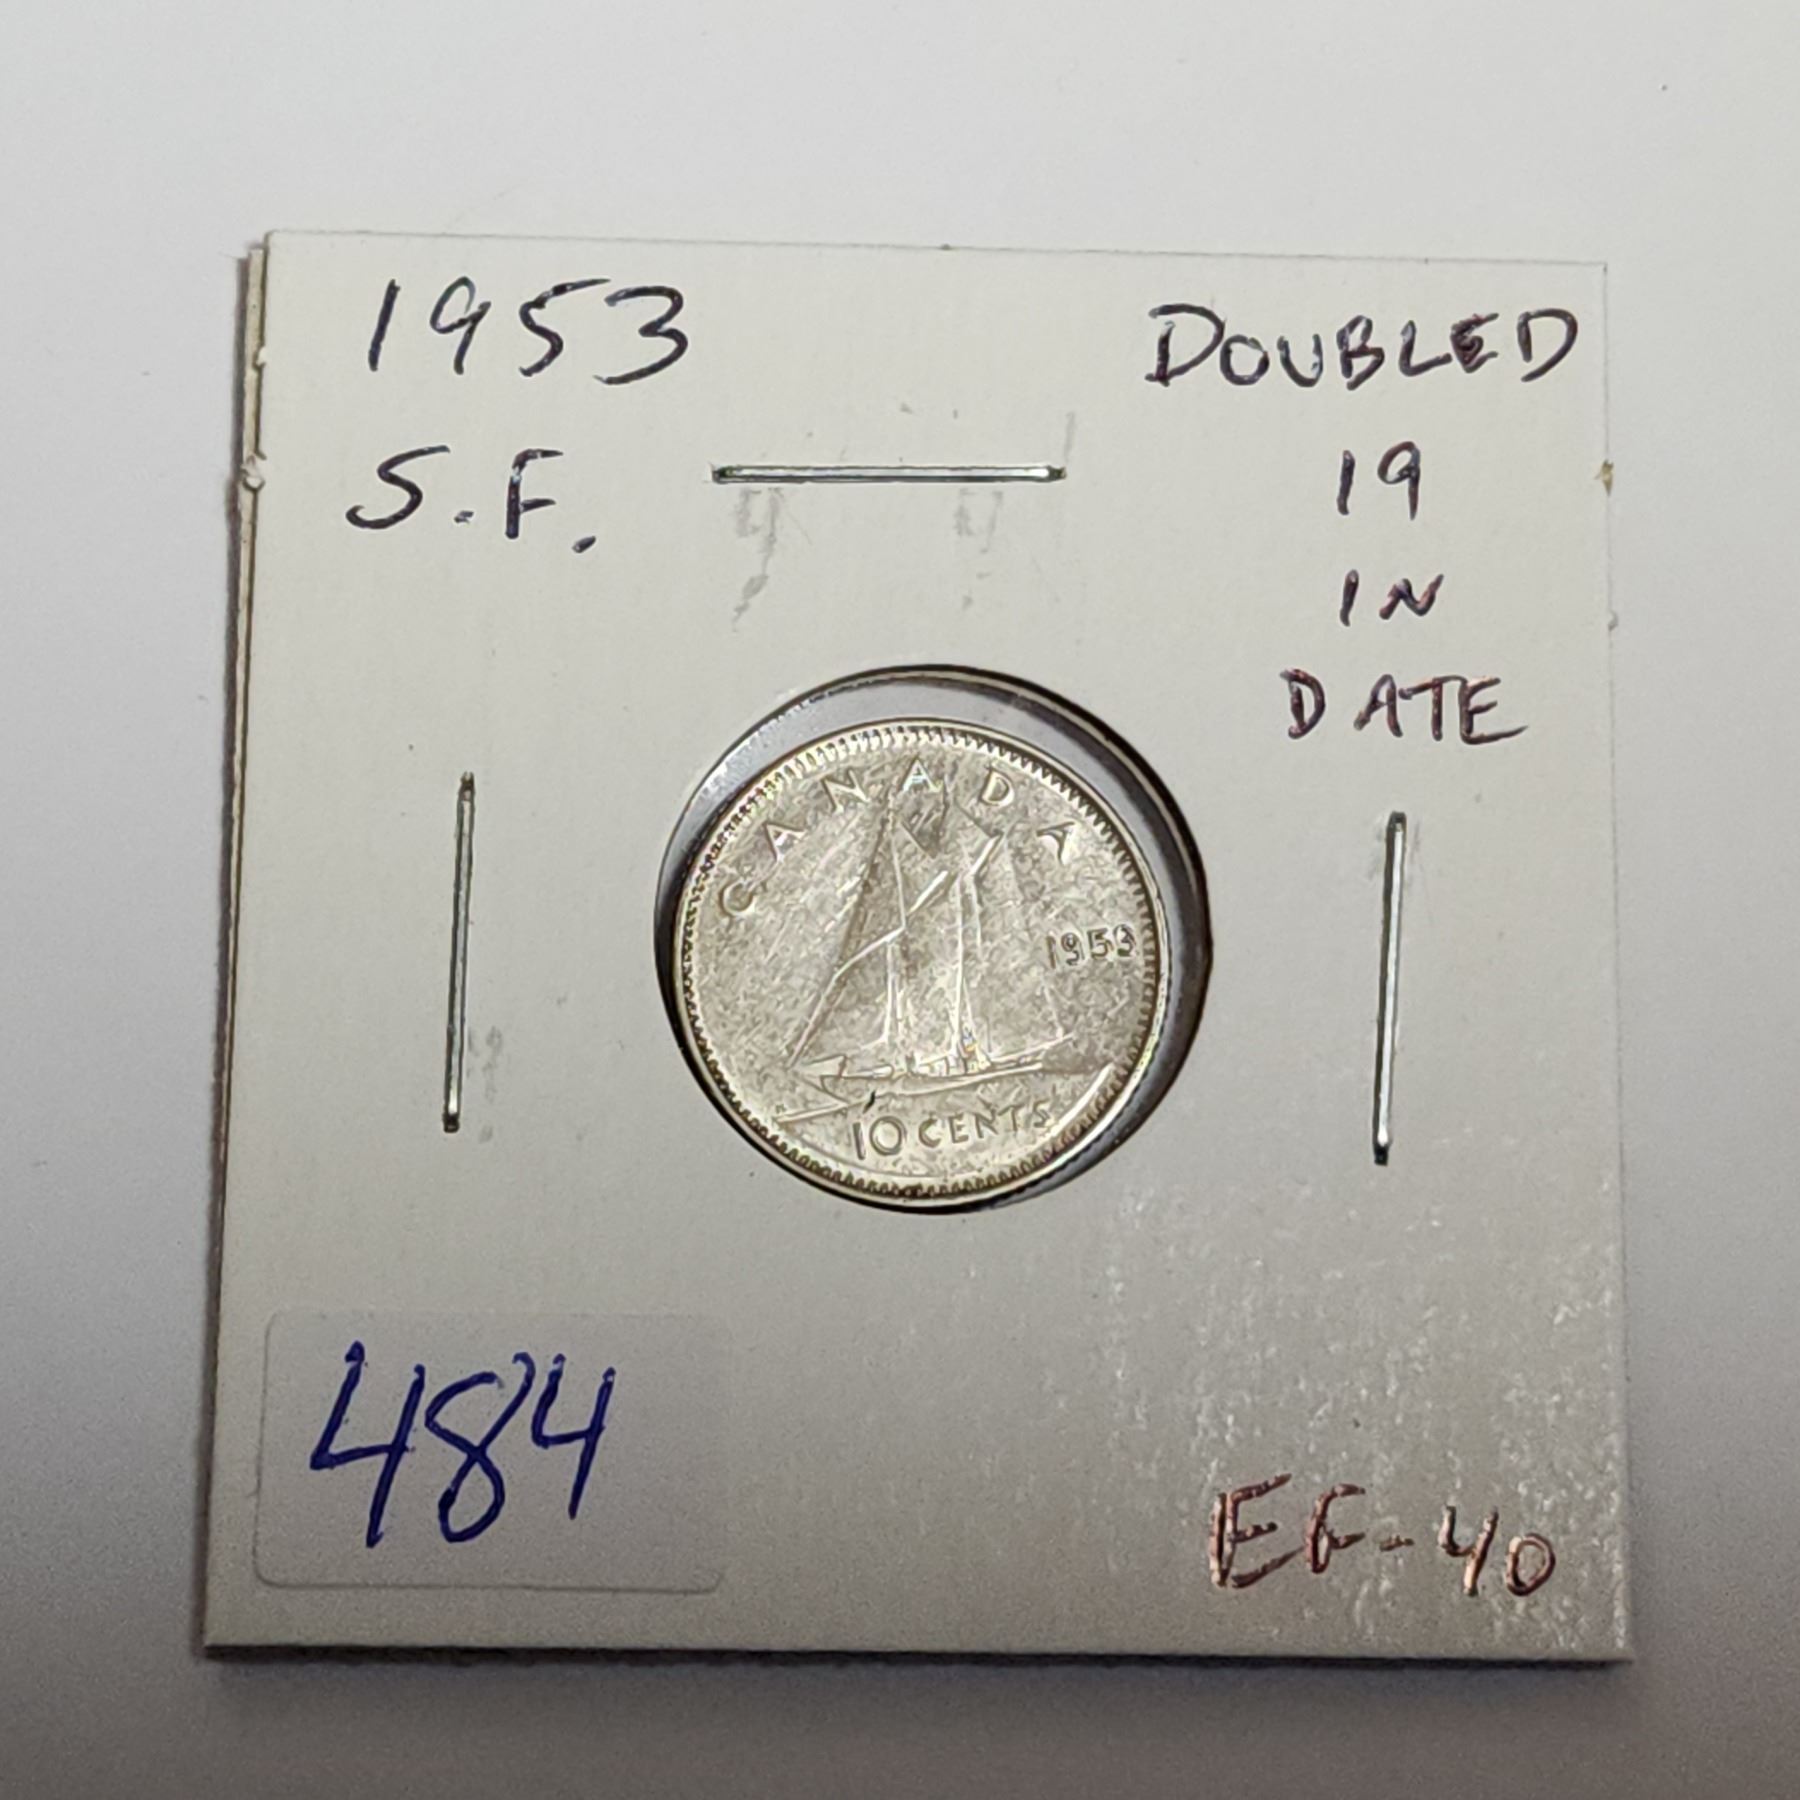 1953
S.F.
DOUBLED
19
IN
DATE
CANADA
1953
10 CENTS
484
EF-40